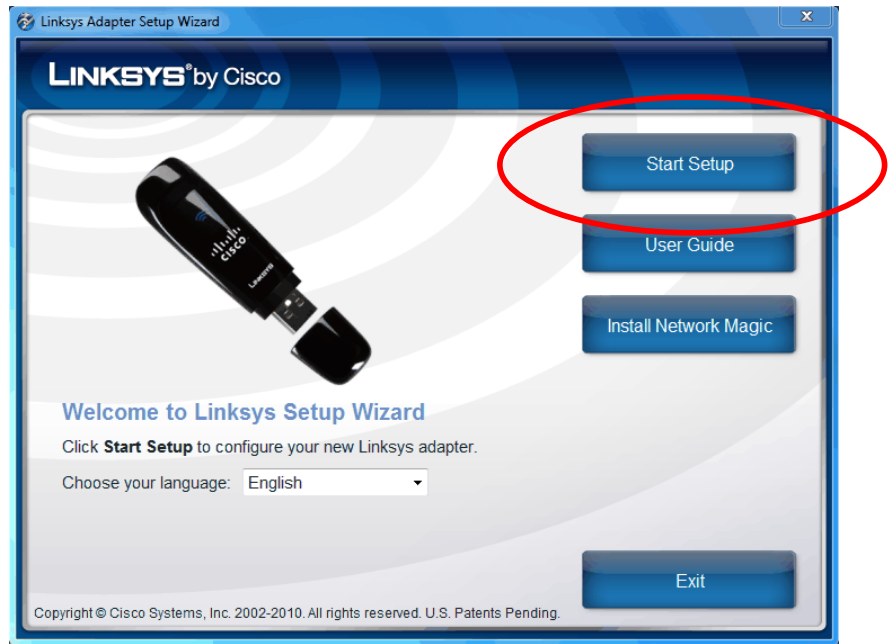 Linksys Adapter Setup Wizard
LINKSYS® by Cisco
Start Setup
CISCO
LINKSYS
User Guide
Install Network Magic
Welcome to Linksys Setup Wizard
Click Start Setup to configure your new Linksys adapter.
Choose your language: English
Exit
Copyright © Cisco Systems, Inc. 2002-2010. All rights reserved. U.S. Patents Pending.